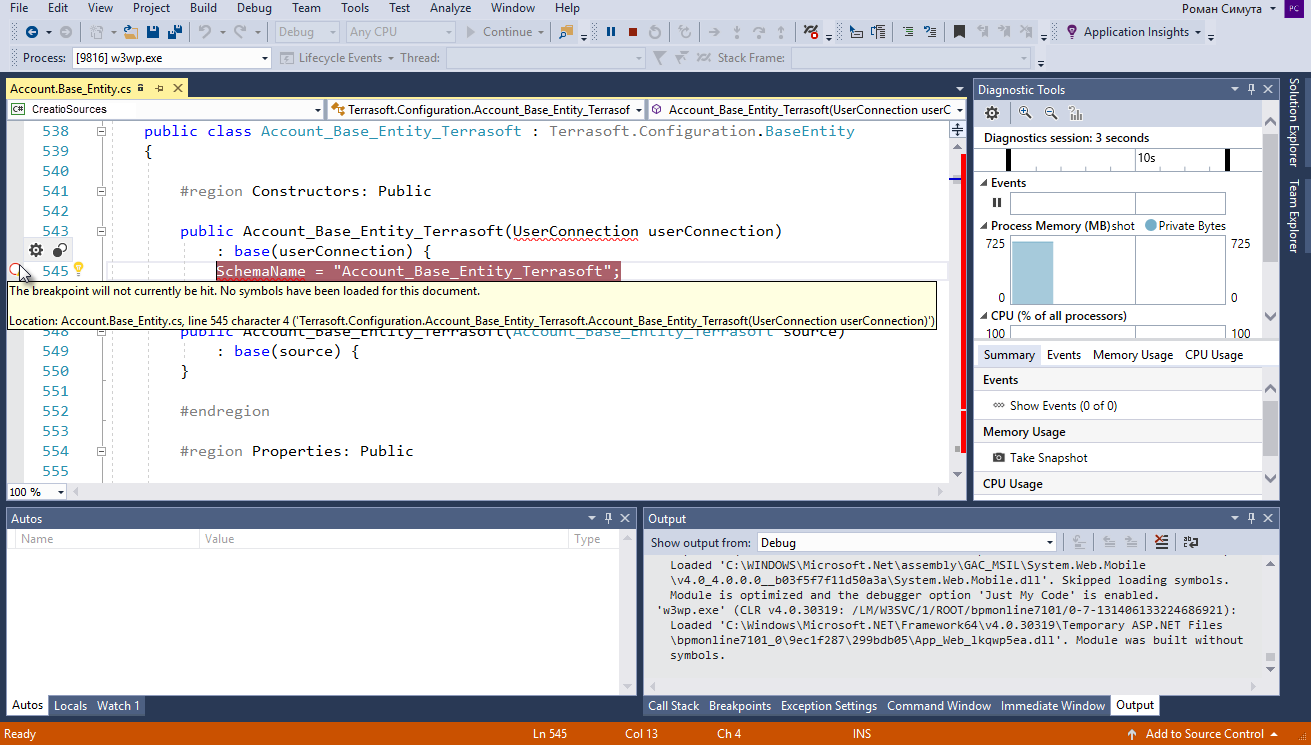 File Edit View Project Build Debug Team Tools Test Analyze Window Help
Роман Симута PC
Debug Any CPU Continue Application Insights
Process: [9816] w3wp.exe Lifecycle Events Thread: Stack Frame:
Account.Base_Entity.cs
C# CreatioSources Terrasoft.Configuration.Account_Base_Entity_Terrasof Account_Base_Entity_Terrasoft(UserConnection userC
538 public class Account_Base_Entity_Terrasoft : Terrasoft.Configuration.BaseEntity
539 {
540
541 #region Constructors: Public
542
543 public Account_Base_Entity_Terrasoft(UserConnection userConnection)
: base(userConnection) {
545 SchemaName = "Account_Base_Entity_Terrasoft";
The breakpoint will not currently be hit. No symbols have been loaded for this document.
Location: Account.Base_Entity.cs, line 545 character 4 ('Terrasoft.Configuration.Account_Base_Entity_Terrasoft.Account_Base_Entity_Terrasoft(UserConnection userConnection)')
548 public Account_Base_Entity_Terrasoft(Account_Base_Entity_Terrasoft source)
549 : base(source) {
550 }
551
552 #endregion
553
554 #region Properties: Public
555
100 %
Diagnostic Tools
Diagnostics session: 3 seconds
10s
Events
Process Memory (MB)shot Private Bytes
725 725
0 0
CPU (% of all processors)
100 100
Summary Events Memory Usage CPU Usage
Events
Show Events (0 of 0)
Memory Usage
Take Snapshot
CPU Usage
Solution Explorer
Team Explorer
Autos
Name Value Type
Autos Locals Watch 1
Output
Show output from: Debug
Loaded 'C:\WINDOWS\Microsoft.Net\assembly\GAC_MSIL\System.Web.Mobile
\v4.0_4.0.0.0__b03f5f7f11d50a3a\System.Web.Mobile.dll'. Skipped loading symbols.
Module is optimized and the debugger option 'Just My Code' is enabled.
'w3wp.exe' (CLR v4.0.30319: /LM/W3SVC/1/ROOT/bpmonline7101/0-7-131406133224686921):
Loaded 'C:\Windows\Microsoft.NET\Framework64\v4.0.30319\Temporary ASP.NET Files
\bpmonline7101_0\9ec1f287\299bdb05\App_Web_lkqwp5ea.dll'. Module was built without
symbols.
Call Stack Breakpoints Exception Settings Command Window Immediate Window Output
Ready Ln 545 Col 13 Ch 4 INS Add to Source Control